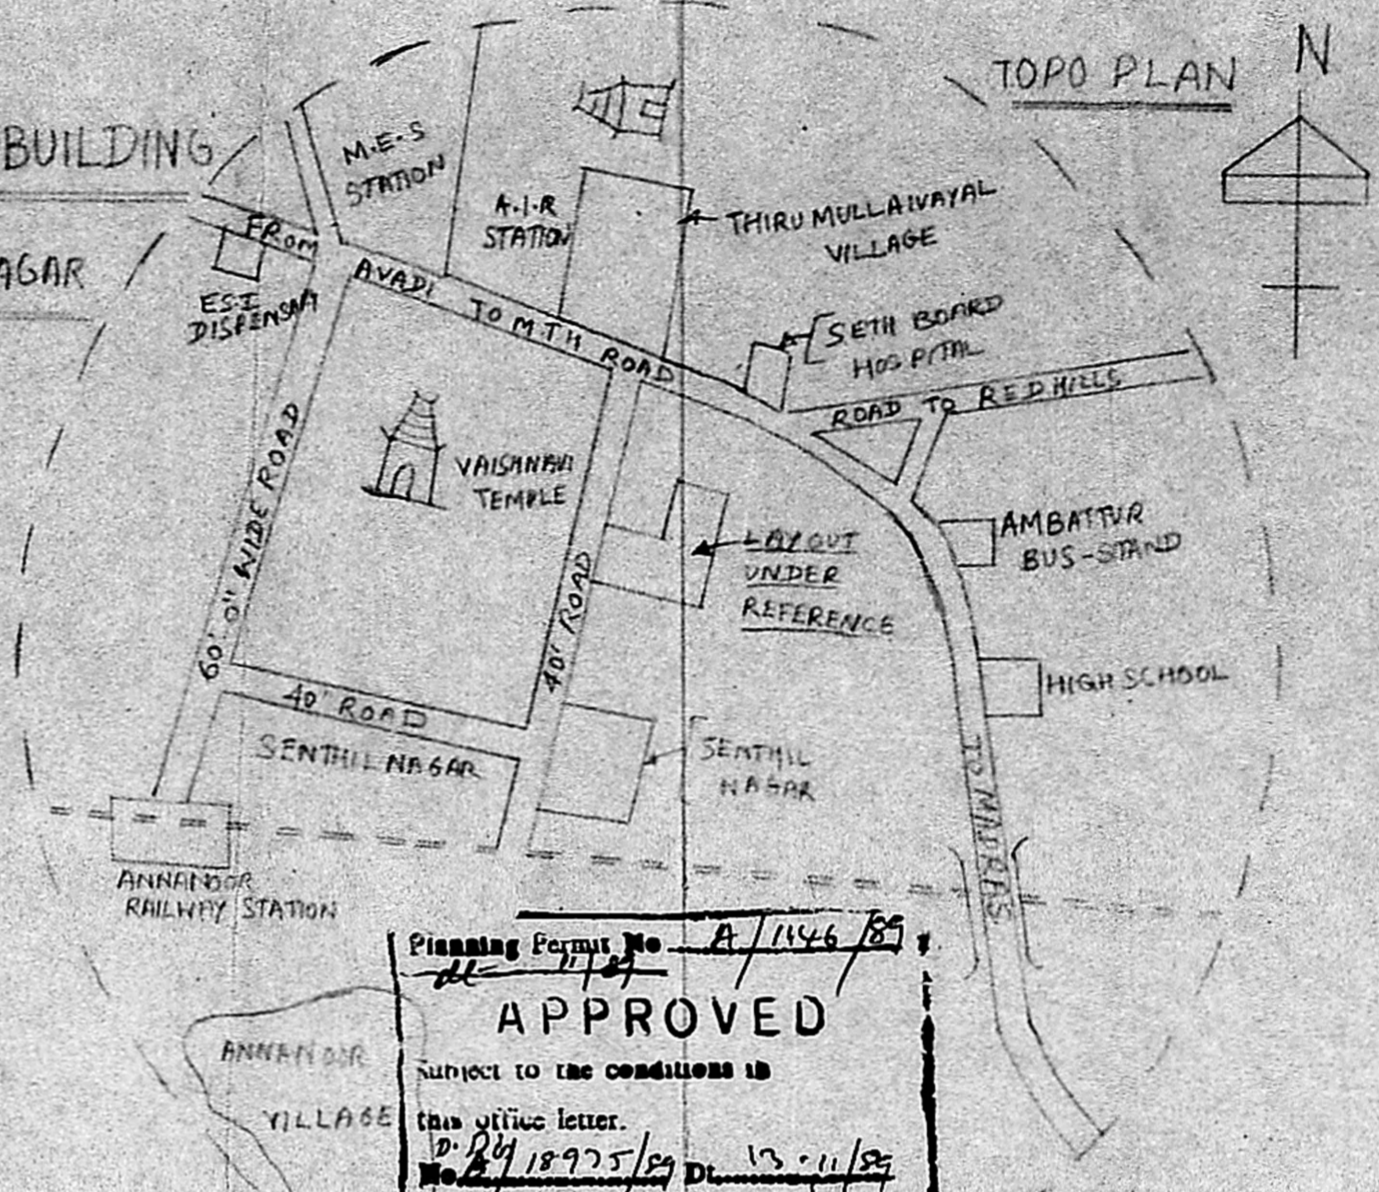 TOPO PLAN
N
BUILDING
AGAR
M.E.S
STATION
A.I.R
STATION
THIRUMULLAIVAYAL
VILLAGE
FROM
AVADI TO MTH ROAD
ESI
DISPENSARY
SETH BOARD
HOSPITAL
ROAD TO REDHILLS
VAISHNAVI
TEMPLE
60'0" WIDE ROAD
40' ROAD
LAYOUT
UNDER
REFERENCE
AMBATTUR
BUS-STAND
HIGH SCHOOL
40' ROAD
SENTHIL NAGAR
SENTHIL
NAGAR
TO MADRAS
ANNANOOR
RAILWAY STATION
Planning Permit No A/1146/89
APPROVED
Subject to the conditions in
this office letter.
No 18975/89 Dt. 13.11/89
ANNANOOR
VILLAGE